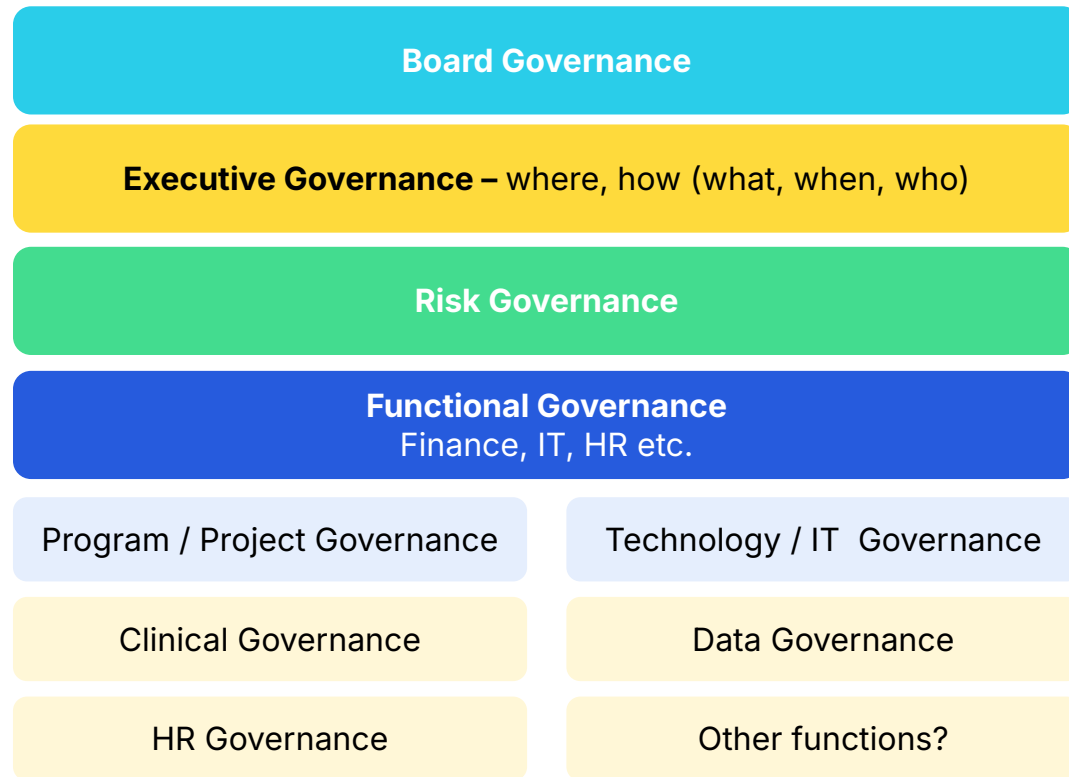 Board Governance
Executive Governance – where, how (what, when, who)
Risk Governance
Functional Governance
Finance, IT, HR etc.
Program / Project Governance
Technology / IT  Governance
Clinical Governance
Data Governance
HR Governance
Other functions?